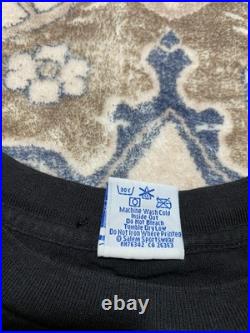 30c
Machine Wash Cold
Inside Out
Do Not Bleach
Tumble Dry Low
Do Not Iron Where Printed
© Salem Sportswear